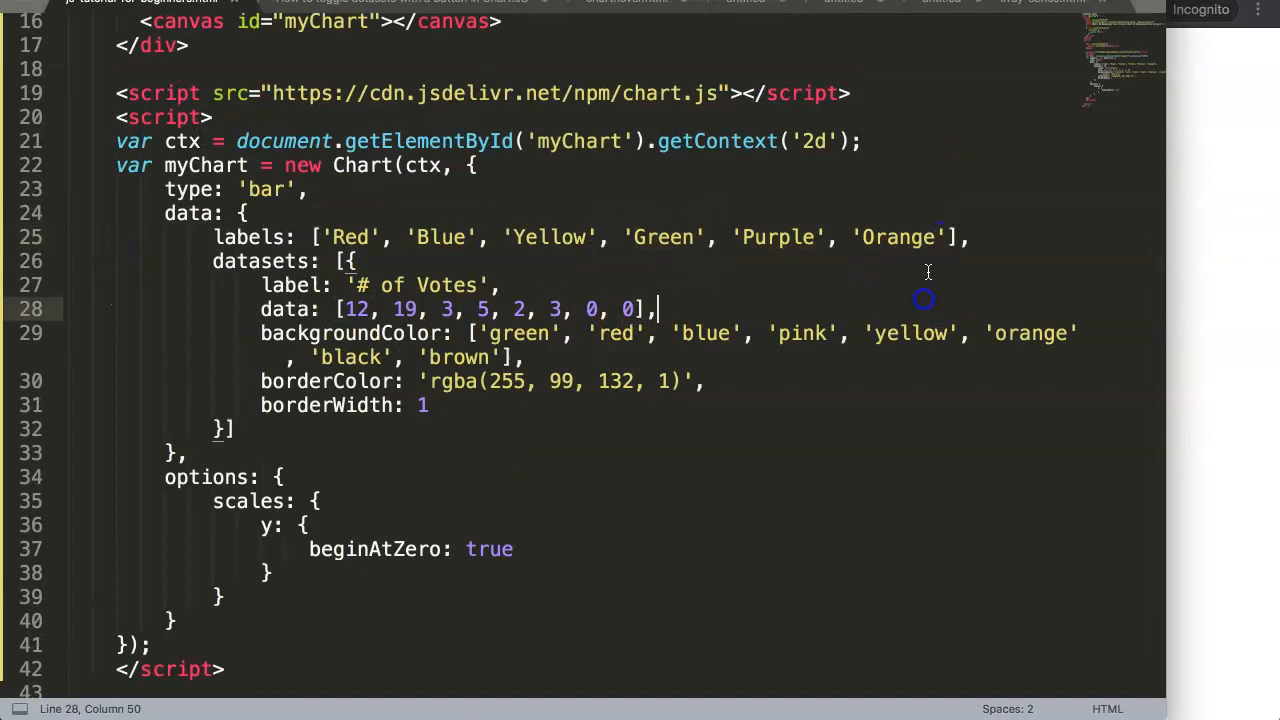 Incognito
16 <canvas id="myChart"></canvas>
17 </div>
18
19 <script src="https://cdn.jsdelivr.net/npm/chart.js"></script>
20 <script>
21 var ctx = document.getElementById('myChart').getContext('2d');
22 var myChart = new Chart(ctx, {
23 type: 'bar',
24 data: {
25 labels: ['Red', 'Blue', 'Yellow', 'Green', 'Purple', 'Orange'],
26 datasets: [{
27 label: '# of Votes',
28 data: [12, 19, 3, 5, 2, 3, 0, 0],
29 backgroundColor: ['green', 'red', 'blue', 'pink', 'yellow', 'orange'
, 'black', 'brown'],
30 borderColor: 'rgba(255, 99, 132, 1)',
31 borderWidth: 1
32 }]
33 },
34 options: {
35 scales: {
36 y: {
37 beginAtZero: true
38 }
39 }
40 }
41 });
42 </script>
43
Line 28, Column 50 Spaces: 2 HTML